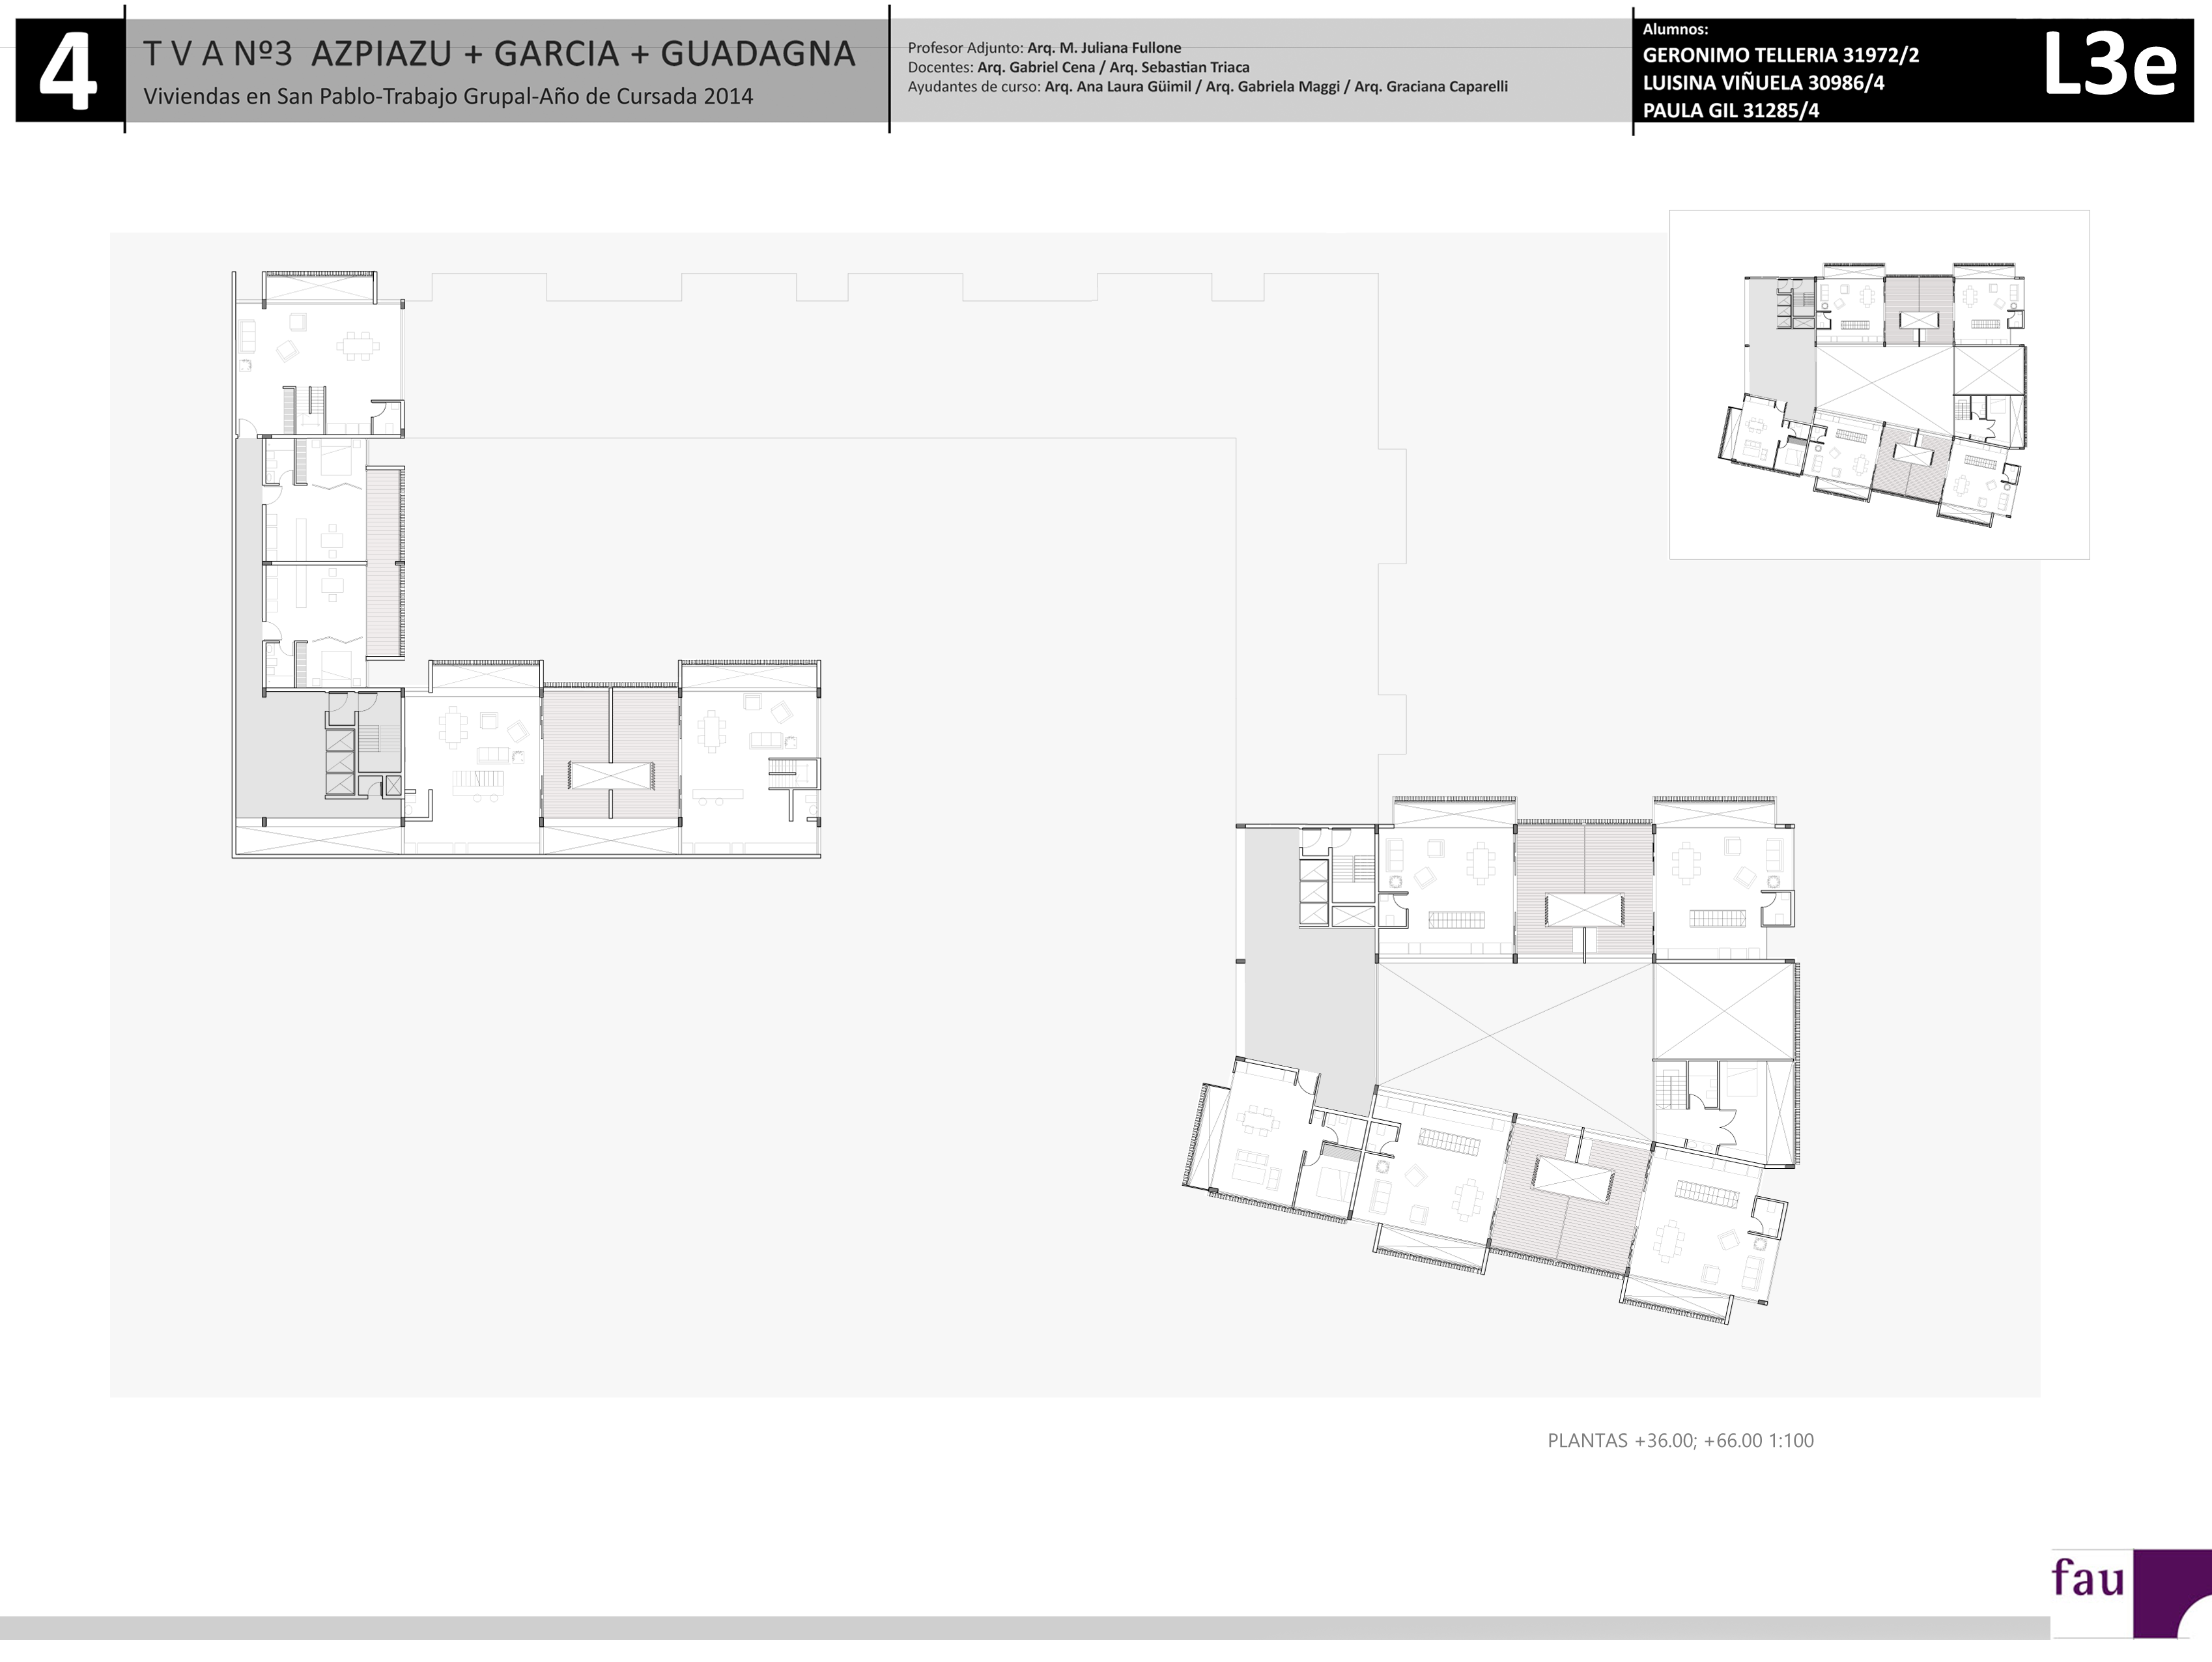 4
T V A Nº3 AZPIAZU + GARCIA + GUADAGNA
Viviendas en San Pablo-Trabajo Grupal-Año de Cursada 2014
Profesor Adjunto: Arq. M. Juliana Fullone
Docentes: Arq. Gabriel Cena / Arq. Sebastian Triaca
Ayudantes de curso: Arq. Ana Laura Güimil / Arq. Gabriela Maggi / Arq. Graciana Caparelli
Alumnos:
GERONIMO TELLERIA 31972/2
LUISINA VIÑUELA 30986/4
PAULA GIL 31285/4
L3e
PLANTAS +36.00; +66.00 1:100
fau